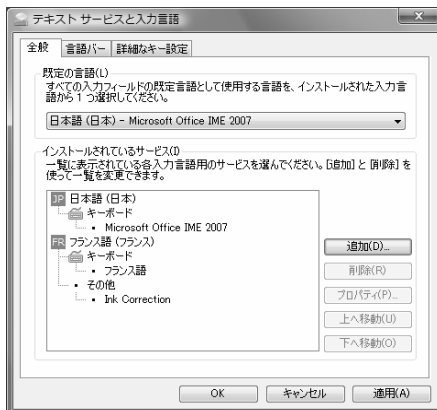 テキスト サービスと入力言語
全般 言語バー 詳細なキー設定
既定の言語(L)
すべての入力フィールドの既定言語として使用する言語を、インストールされた入力言
語から 1 つ選択してください。
日本語 (日本) - Microsoft Office IME 2007
インストールされているサービス(I)
一覧に表示されている各入力言語用のサービスを選んでください。[追加] と [削除] を
使って一覧を変更できます。
JP 日本語 (日本)
キーボード
• Microsoft Office IME 2007
FR フランス語 (フランス)
キーボード
• フランス語
• その他
• Ink Correction
追加(D)...
削除(R)
プロパティ(P)...
上へ移動(U)
下へ移動(O)
OK キャンセル 適用(A)